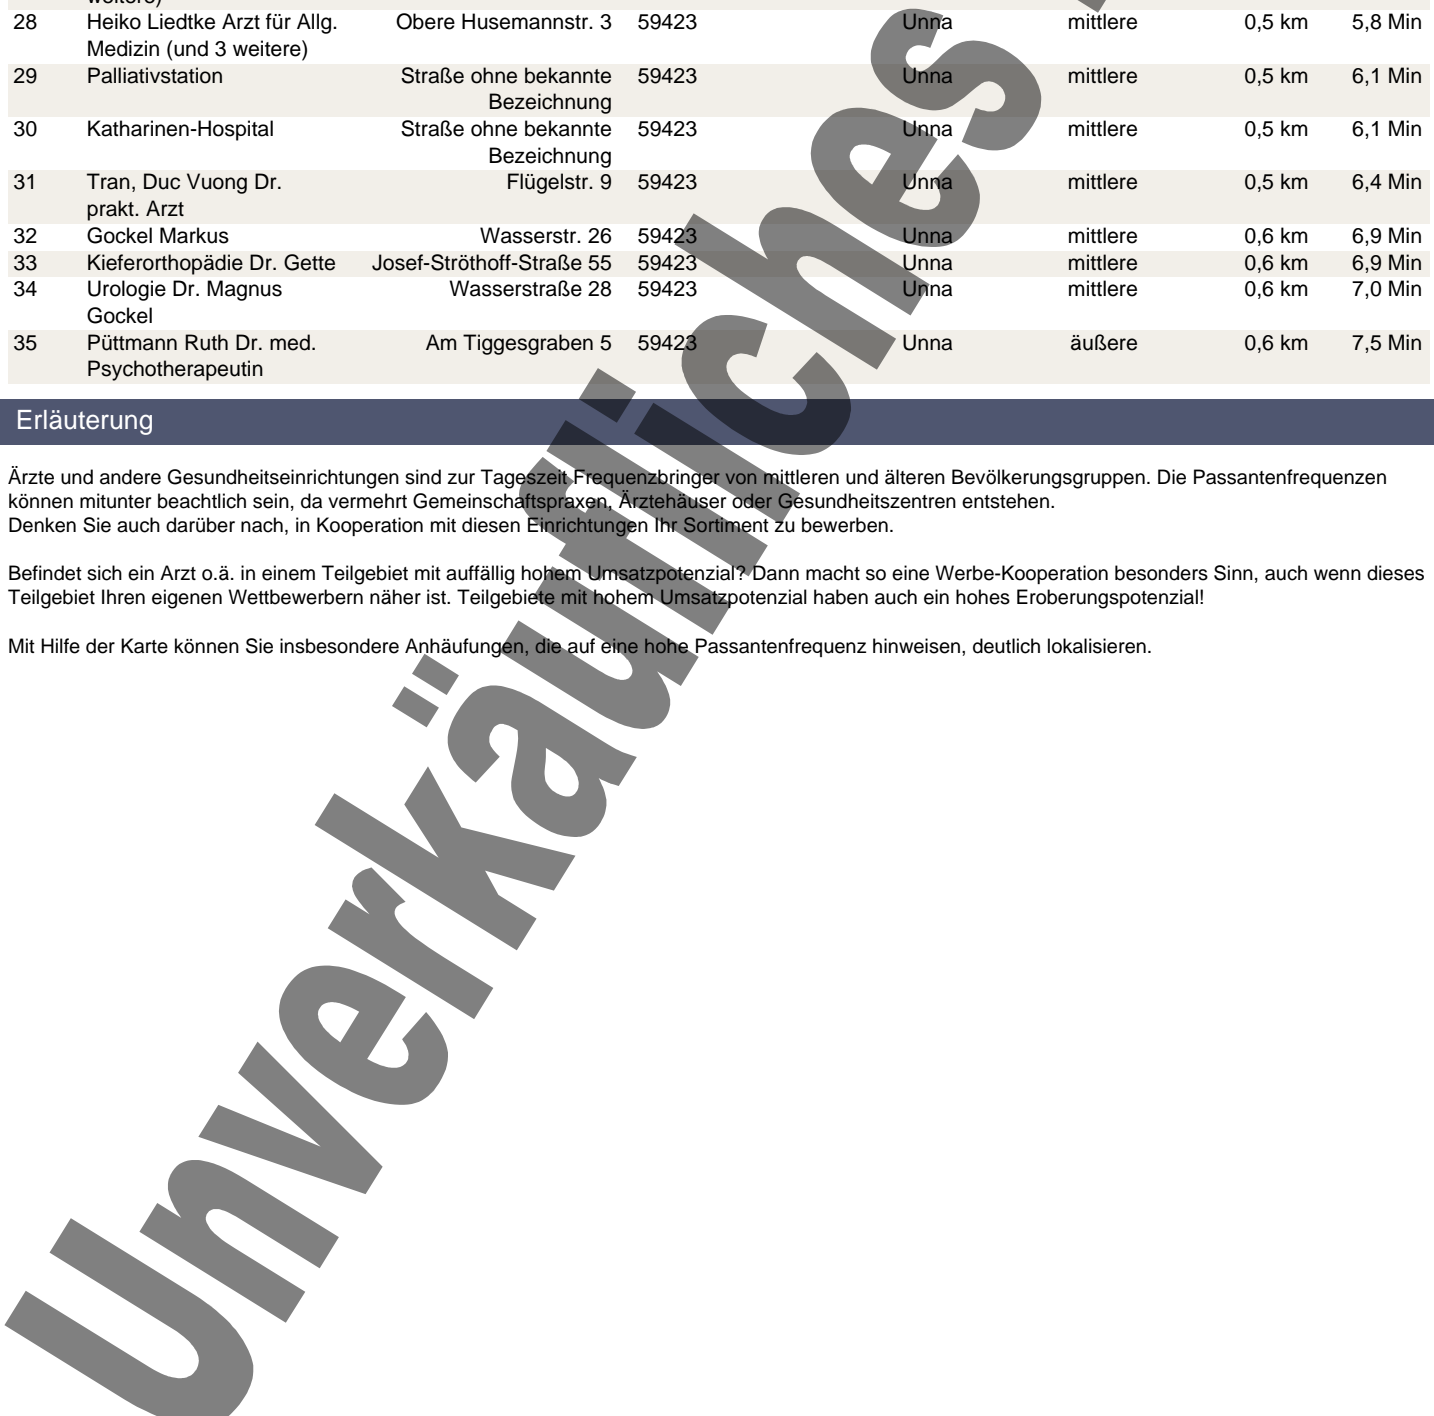 weitere)
28 Heiko Liedtke Arzt für Allg. Obere Husemannstr. 3 59423 Unna mittlere 0,5 km 5,8 Min
Medizin (und 3 weitere)
29 Palliativstation Straße ohne bekannte 59423 Unna mittlere 0,5 km 6,1 Min
Bezeichnung
30 Katharinen-Hospital Straße ohne bekannte 59423 Unna mittlere 0,5 km 6,1 Min
Bezeichnung
31 Tran, Duc Vuong Dr. Flügelstr. 9 59423 Unna mittlere 0,5 km 6,4 Min
prakt. Arzt
32 Gockel Markus Wasserstr. 26 59423 Unna mittlere 0,6 km 6,9 Min
33 Kieferorthopädie Dr. Gette Josef-Ströthoff-Straße 55 59423 Unna mittlere 0,6 km 6,9 Min
34 Urologie Dr. Magnus Wasserstraße 28 59423 Unna mittlere 0,6 km 7,0 Min
Gockel
35 Püttmann Ruth Dr. med. Am Tiggesgraben 5 59423 Unna äußere 0,6 km 7,5 Min
Psychotherapeutin
Erläuterung
Ärzte und andere Gesundheitseinrichtungen sind zur Tageszeit Frequenzbringer von mittleren und älteren Bevölkerungsgruppen. Die Passantenfrequenzen
können mitunter beachtlich sein, da vermehrt Gemeinschaftspraxen, Ärztehäuser oder Gesundheitszentren entstehen.
Denken Sie auch darüber nach, in Kooperation mit diesen Einrichtungen Ihr Sortiment zu bewerben.
Befindet sich ein Arzt o.ä. in einem Teilgebiet mit auffällig hohem Umsatzpotenzial? Dann macht so eine Werbe-Kooperation besonders Sinn, auch wenn dieses
Teilgebiet Ihren eigenen Wettbewerbern näher ist. Teilgebiete mit hohem Umsatzpotenzial haben auch ein hohes Eroberungspotenzial!
Mit Hilfe der Karte können Sie insbesondere Anhäufungen, die auf eine hohe Passantenfrequenz hinweisen, deutlich lokalisieren.
Unverkäufliches